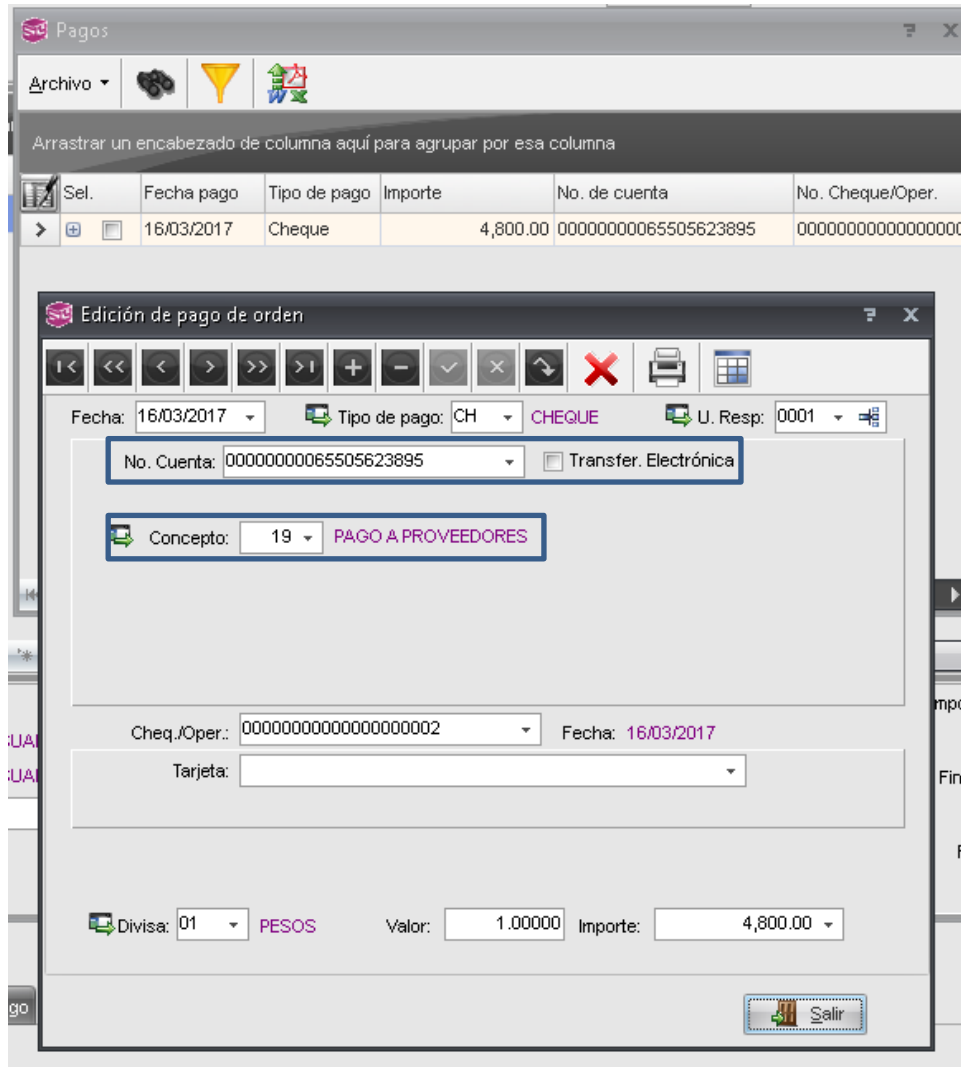 Pagos
Archivo
Arrastrar un encabezado de columna aquí para agrupar por esa columna
Sel. Fecha pago Tipo de pago Importe No. de cuenta No. Cheque/Oper.
16/03/2017 Cheque 4,800.00 00000000065505623895
Edición de pago de orden
Fecha: 16/03/2017 Tipo de pago: CH CHEQUE U. Resp: 0001
No. Cuenta: 00000000065505623895 Transfer. Electrónica
Concepto: 19 PAGO A PROVEEDORES
Cheq./Oper.: 00000000000000000002 Fecha: 16/03/2017
Tarjeta:
Divisa: 01 PESOS Valor: 1.00000 Importe: 4,800.00
Salir